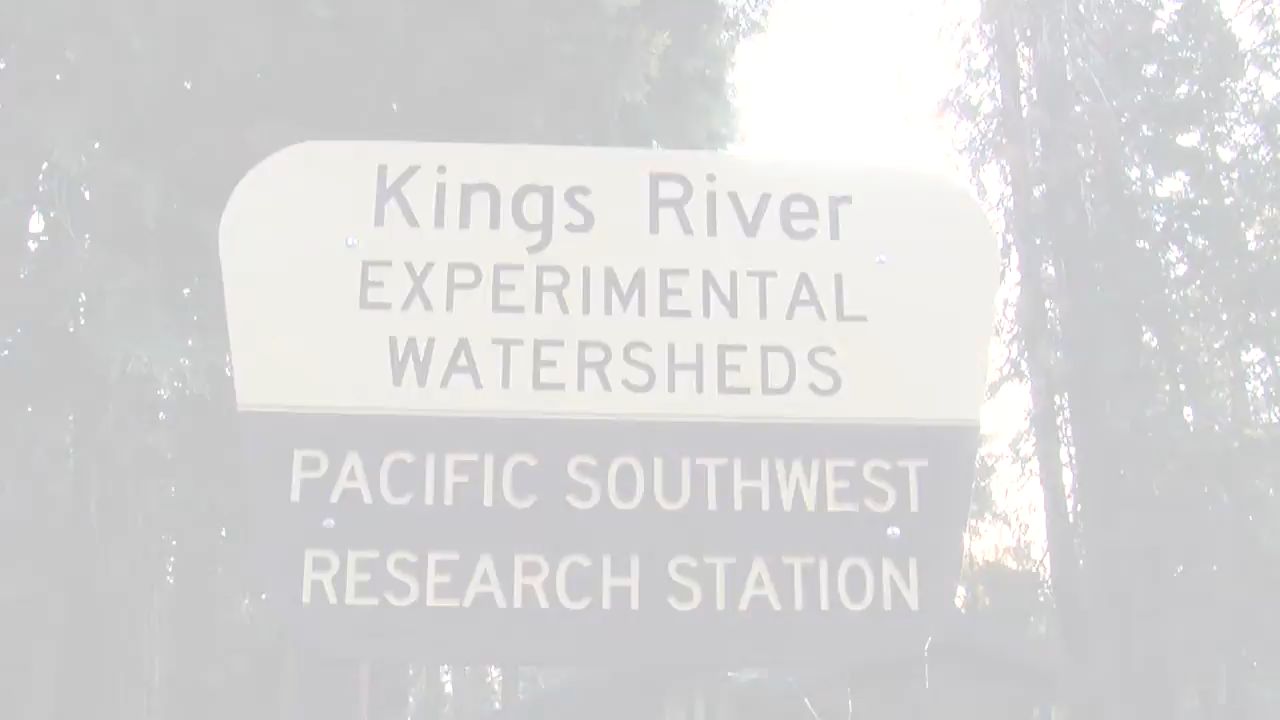 Kings River
EXPERIMENTAL
WATERSHEDS
PACIFIC SOUTHWEST
RESEARCH STATION